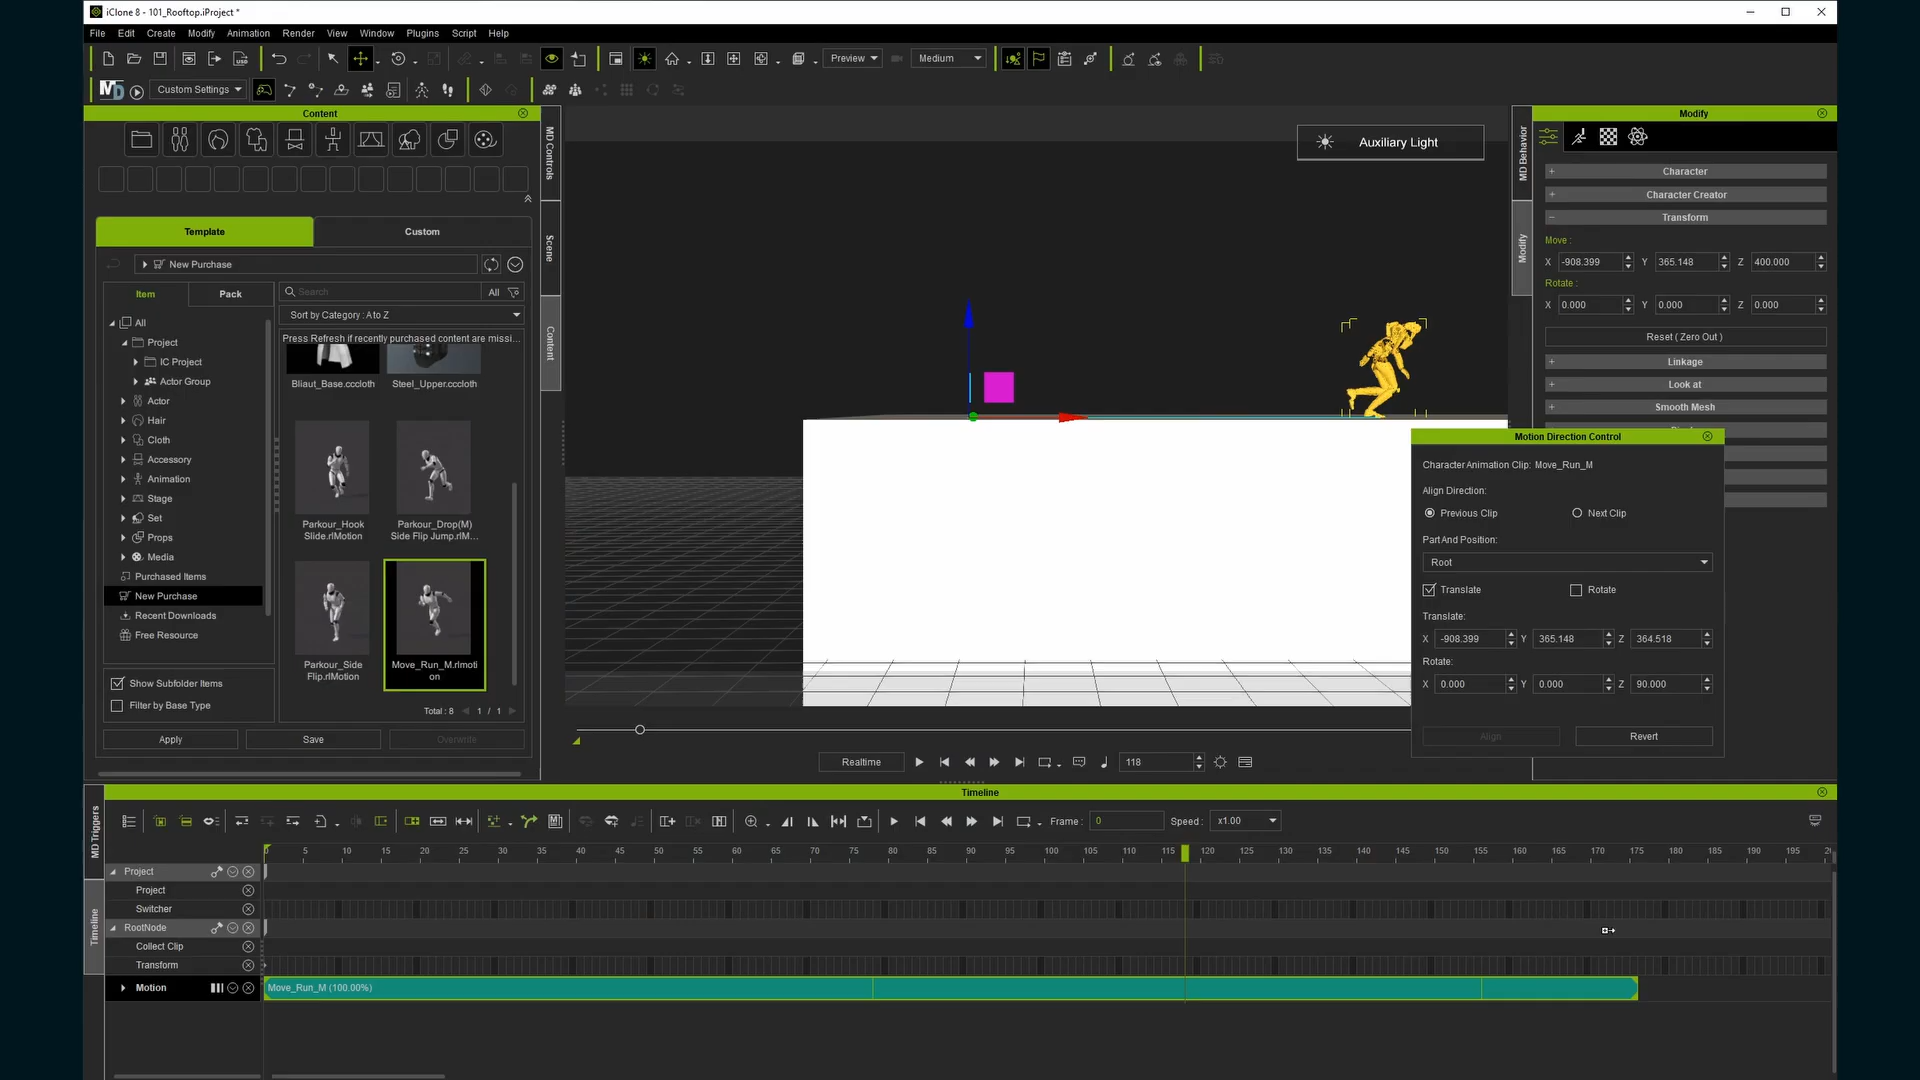 iClone 8 - 101_Rooftop.iProject *
File Edit Create Modify Animation Render View Window Plugins Script Help
Preview Medium
MD Custom Settings
Content
MD Controls
Scene
Content
Template Custom
New Purchase
Item Pack
Search All
Sort by Category : A to Z
Press Refresh if recently purchased content are missi...
All
Project
IC Project
Actor Group
Actor
Hair
Cloth
Accessory
Animation
Stage
Set
Props
Media
Purchased Items
New Purchase
Recent Downloads
Free Resource
Bliaut_Base.cccloth Steel_Upper.cccloth
Parkour_Hook Slide.rlMotion
Parkour_Drop(M) Side Flip Jump.rlM...
Parkour_Side Flip.rlMotion
Move_Run_M.rlmotion
Show Subfolder Items
Filter by Base Type
Total : 8 1 / 1
Apply Save Overwrite
Auxiliary Light
MD Behavior
Modify
Modify
Character
Character Creator
Transform
Move :
X -908.399 Y 365.148 Z 400.000
Rotate :
X 0.000 Y 0.000 Z 0.000
Reset ( Zero Out )
Linkage
Look at
Smooth Mesh
Motion Direction Control
Character Animation Clip: Move_Run_M
Align Direction:
Previous Clip Next Clip
Part And Position:
Root
Translate Rotate
Translate:
X -908.399 Y 365.148 Z 364.518
Rotate:
X 0.000 Y 0.000 Z 90.000
Align Revert
Realtime 118
Timeline
MD Triggers
Timeline
Frame : 0 Speed : x1.00
0 5 10 15 20 25 30 35 40 45 50 55 60 65 70 75 80 85 90 95 100 105 110 115 120 125 130 135 140 145 150 155 160 165 170 175 180 185 190 195
Project
Project
Switcher
RootNode
Collect Clip
Transform
Motion Move_Run_M (100.00%)